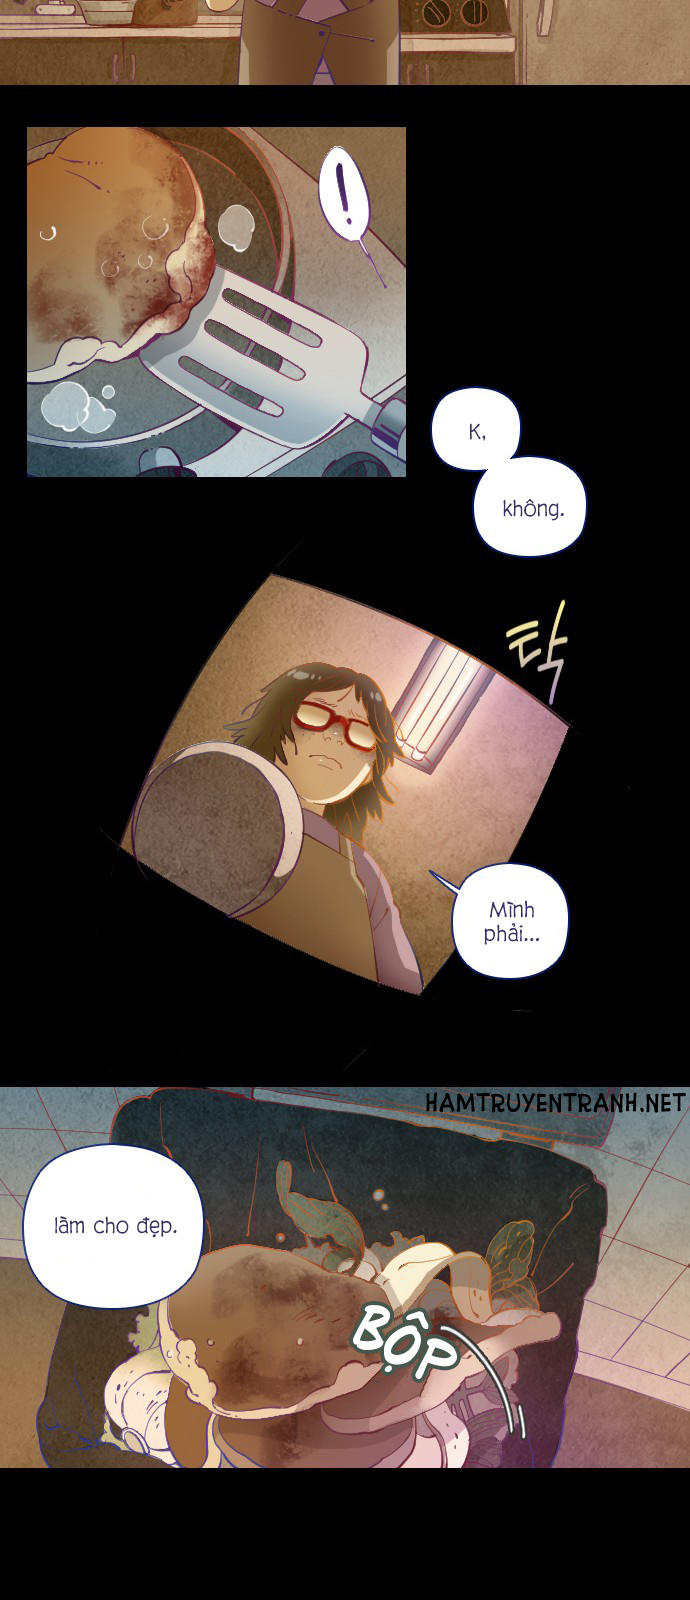 !
K,
không.
탁
Mình
phải...
HAMTRUYENTRANH.NET
làm cho đẹp.
BỘP